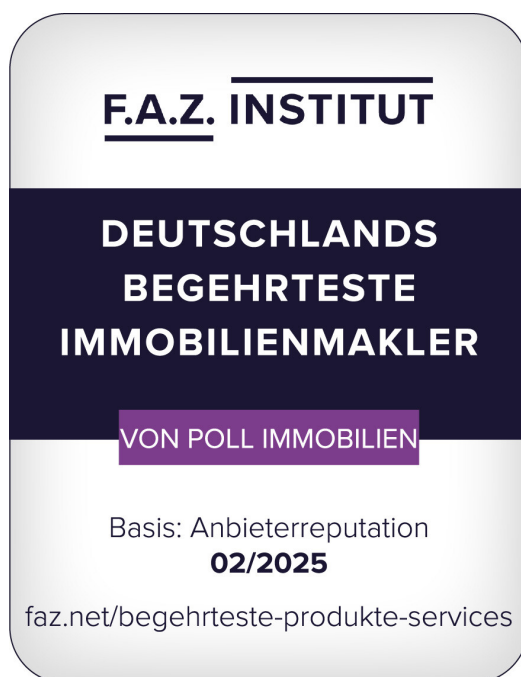 F.A.Z. INSTITUT
DEUTSCHLANDS
BEGEHRTESTE
IMMOBILIENMAKLER
VON POLL IMMOBILIEN
Basis: Anbieterreputation
02/2025
faz.net/begehrteste-produkte-services